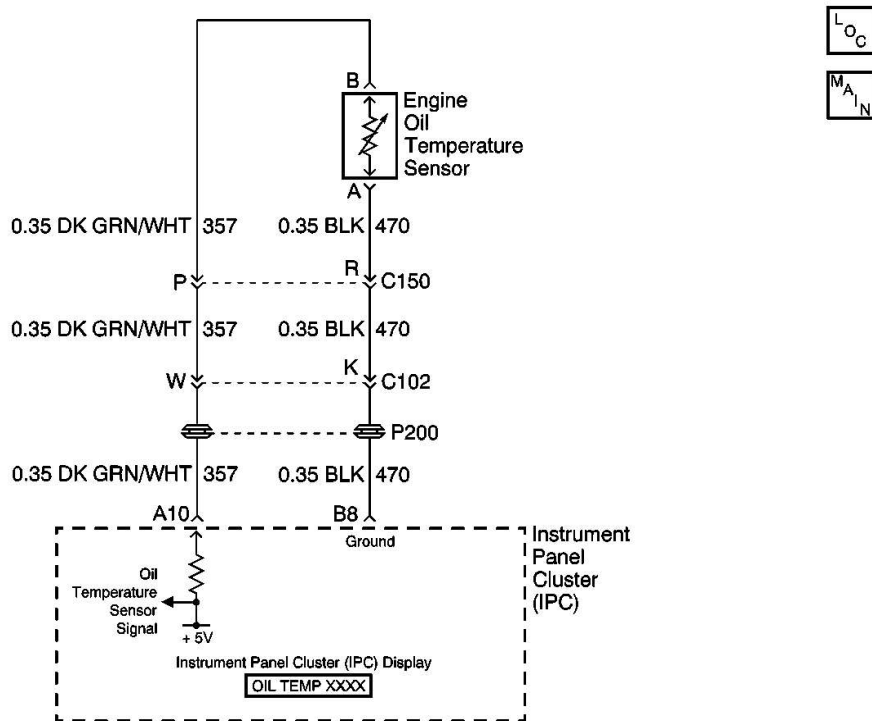 LOC
MAIN
B
Engine
Oil
Temperature
Sensor
A
0.35 DK GRN/WHT 357 0.35 BLK 470
P R C150
0.35 DK GRN/WHT 357 0.35 BLK 470
W K C102
P200
0.35 DK GRN/WHT 357 0.35 BLK 470
A10 B8
Ground
Instrument
Panel
Cluster
(IPC)
Oil
Temperature
Sensor
Signal
+ 5V
Instrument Panel Cluster (IPC) Display
OIL TEMP XXXX